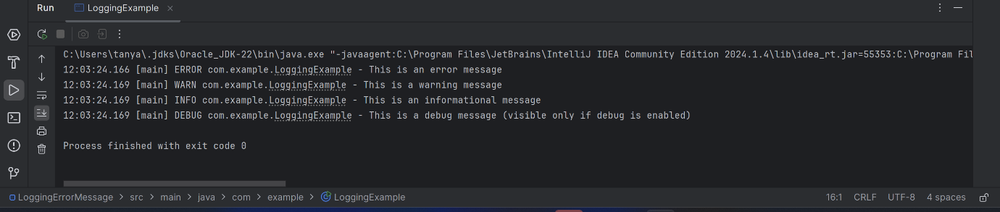 Run LoggingExample
C:\Users\tanya\.jdks\Oracle_JDK-22\bin\java.exe "-javaagent:C:\Program Files\JetBrains\IntelliJ IDEA Community Edition 2024.1.4\lib\idea_rt.jar=55353:C:\Program Fil
12:03:24.166 [main] ERROR com.example.LoggingExample - This is an error message
12:03:24.169 [main] WARN com.example.LoggingExample - This is a warning message
12:03:24.169 [main] INFO com.example.LoggingExample - This is an informational message
12:03:24.169 [main] DEBUG com.example.LoggingExample - This is a debug message (visible only if debug is enabled)
Process finished with exit code 0
LoggingErrorMessage > src > main > java > com > example > LoggingExample 16:1 CRLF UTF-8 4 spaces